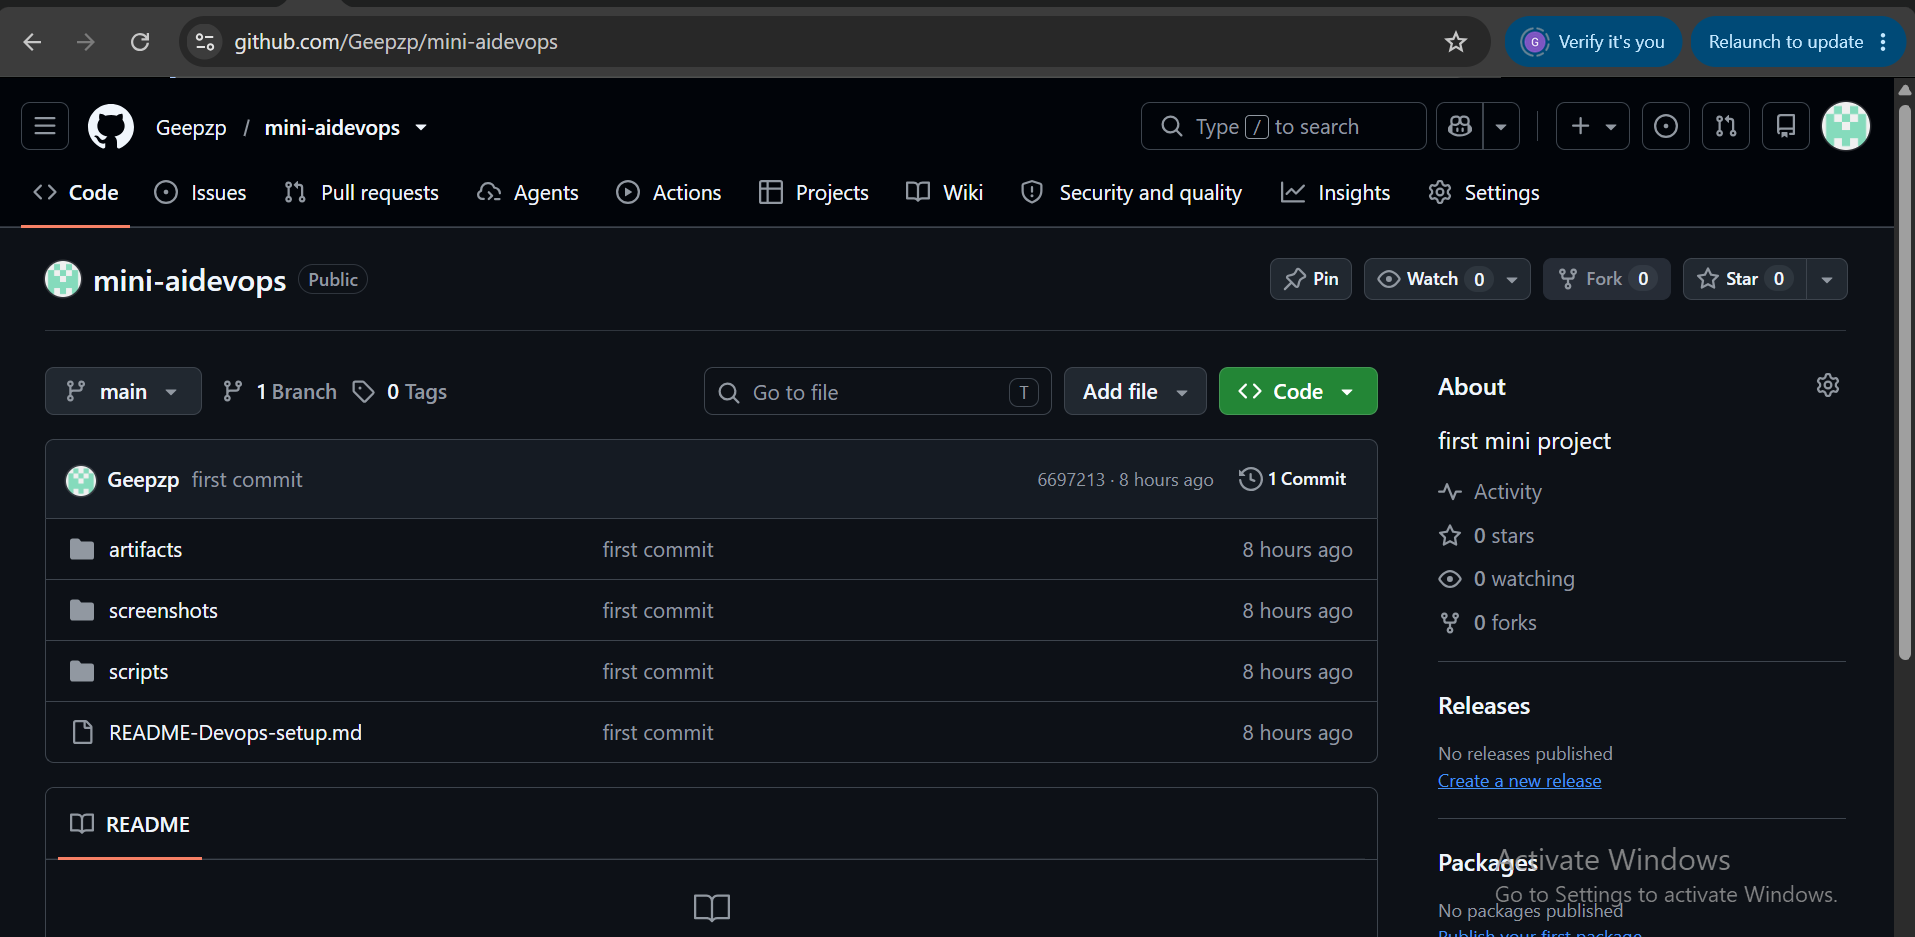 github.com/Geepzp/mini-aidevops
G Verify it's you
Relaunch to update
Geepzp / mini-aidevops
Type / to search
Code
Issues
Pull requests
Agents
Actions
Projects
Wiki
Security and quality
Insights
Settings
mini-aidevops Public
Pin
Watch 0
Fork 0
Star 0
main
1 Branch
0 Tags
Go to file T
Add file
Code
Geepzp first commit 6697213 · 8 hours ago 1 Commit
artifacts first commit 8 hours ago
screenshots first commit 8 hours ago
scripts first commit 8 hours ago
README-Devops-setup.md first commit 8 hours ago
README
About
first mini project
Activity
0 stars
0 watching
0 forks
Releases
No releases published
Create a new release
Packages
No packages published
Publish your first package
Activate Windows
Go to Settings to activate Windows.